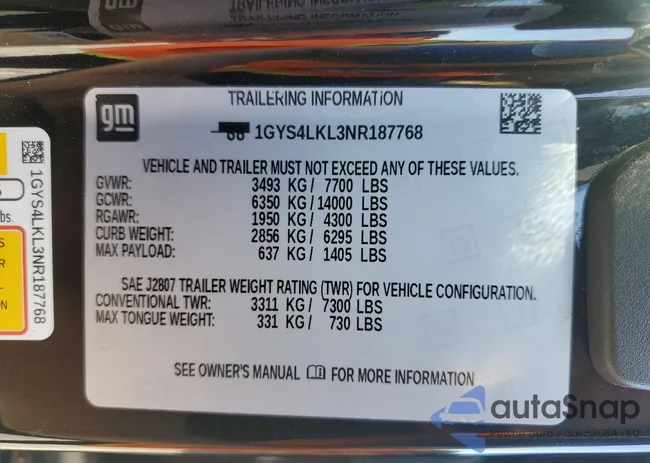 gm
TRAILERING INFORMATION
1GYS4LKL3NR187768
VEHICLE AND TRAILER MUST NOT EXCEED ANY OF THESE VALUES.
GVWR: 3493 KG/ 7700 LBS
GCWR: 6350 KG/ 14000 LBS
RGAWR: 1950 KG/ 4300 LBS
CURB WEIGHT: 2856 KG/ 6295 LBS
MAX PAYLOAD: 637 KG/ 1405 LBS
SAE J2807 TRAILER WEIGHT RATING (TWR) FOR VEHICLE CONFIGURATION.
CONVENTIONAL TWR: 3311 KG/ 7300 LBS
MAX TONGUE WEIGHT: 331 KG/ 730 LBS
SEE OWNER'S MANUAL FOR MORE INFORMATION
1GYS4LKL3NR187768
bs.
S
R
ON
autoSnap